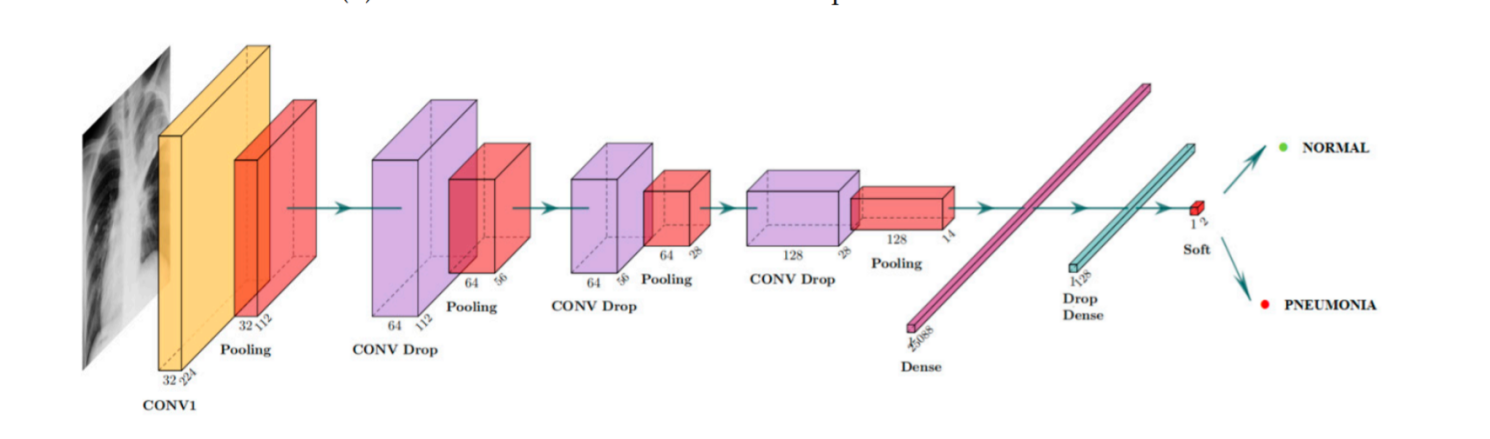 32 224
CONV1
32 112
Pooling
64 112
CONV Drop
64 56
Pooling
64 56
CONV Drop
64 28
Pooling
128 28
CONV Drop
128 14
Pooling
25088
Dense
1 128
Drop
Dense
1 2
Soft
NORMAL
PNEUMONIA